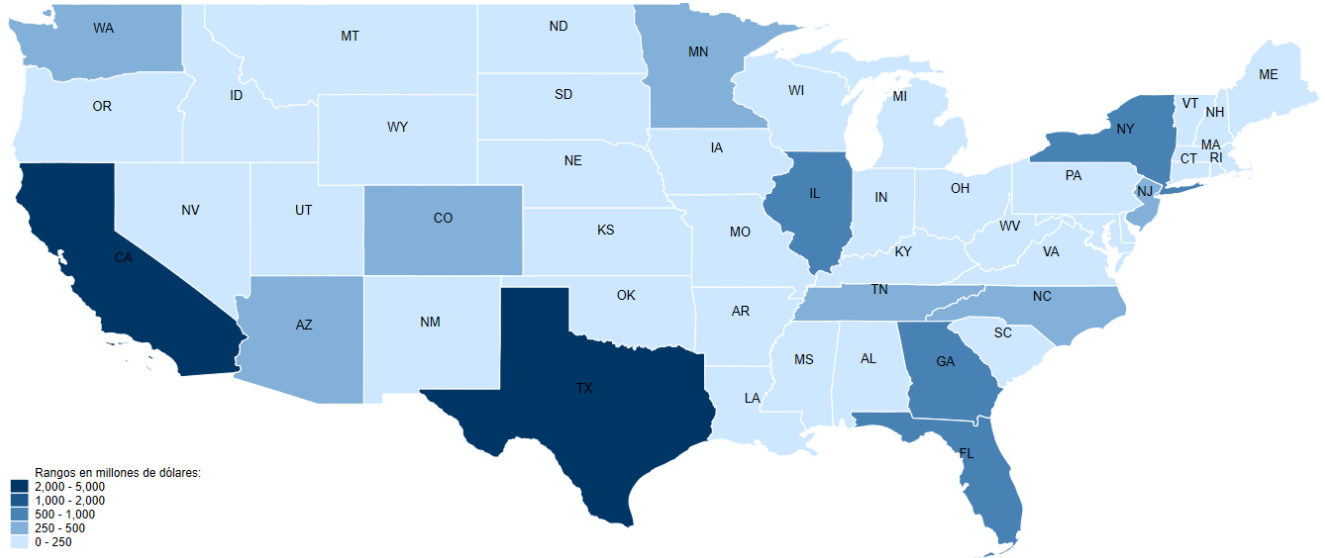 WA
MT
ND
MN
ME
OR
ID
SD
WI
MI
VT
NH
WY
NY
IA
MA
CT
RI
NE
PA
NV
UT
CO
IL
IN
OH
NJ
KS
MO
WV
CA
KY
VA
AZ
NM
OK
AR
TN
NC
SC
MS
AL
GA
TX
LA
FL
Rangos en millones de dólares:
2,000 - 5,000
1,000 - 2,000
500 - 1,000
250 - 500
0 - 250